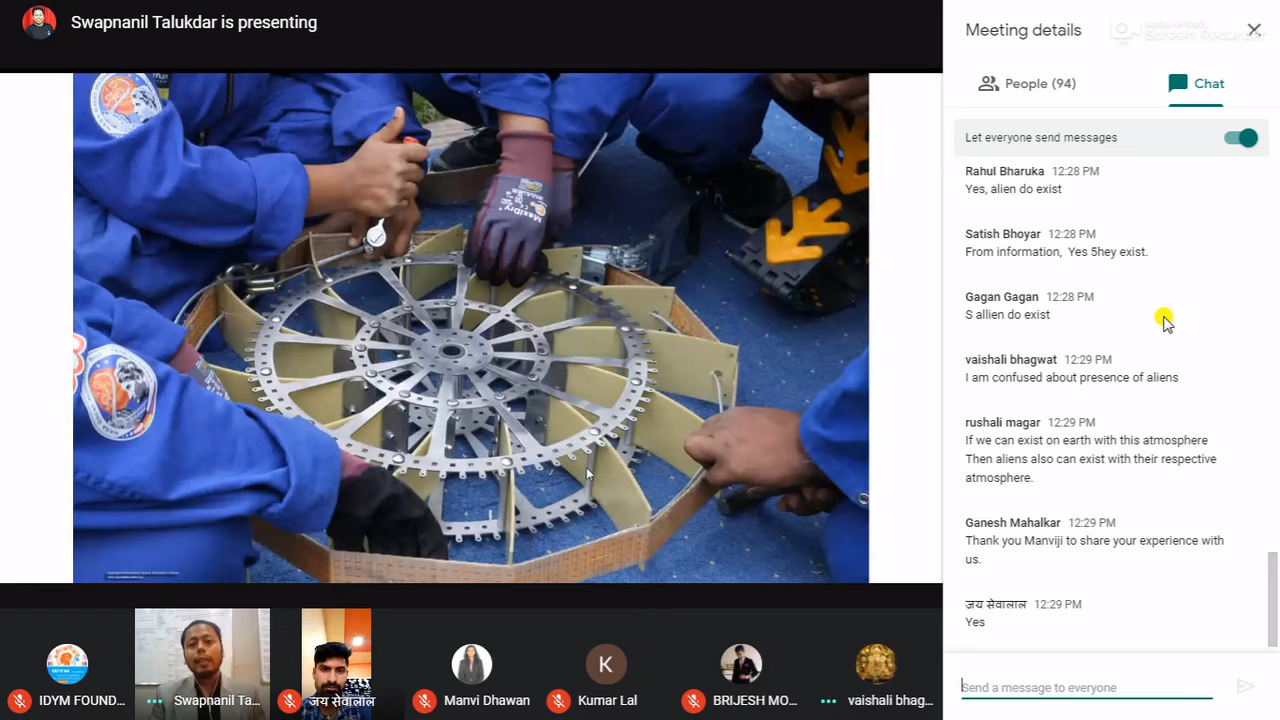 Swapnanil Talukdar is presenting
Meeting details
Screen Recorder
People (94)
Chat
Let everyone send messages
Rahul Bharuka 12:28 PM
Yes, alien do exist
Satish Bhoyar 12:28 PM
From information, Yes 5hey exist.
Gagan Gagan 12:28 PM
S allien do exist
vaishali bhagwat 12:29 PM
I am confused about presence of aliens
rushali magar 12:29 PM
If we can exist on earth with this atmosphere
Then aliens also can exist with their respective
atmosphere.
Ganesh Mahalkar 12:29 PM
Thank you Manviji to share your experience with
us.
जय सेवालाल 12:29 PM
Yes
Send a message to everyone
MaxiDry
IDYM
IDYM FOUND...
Swapnanil Ta...
जय सेवालाल
Manvi Dhawan
K
Kumar Lal
BRIJESH MO...
vaishali bhag...